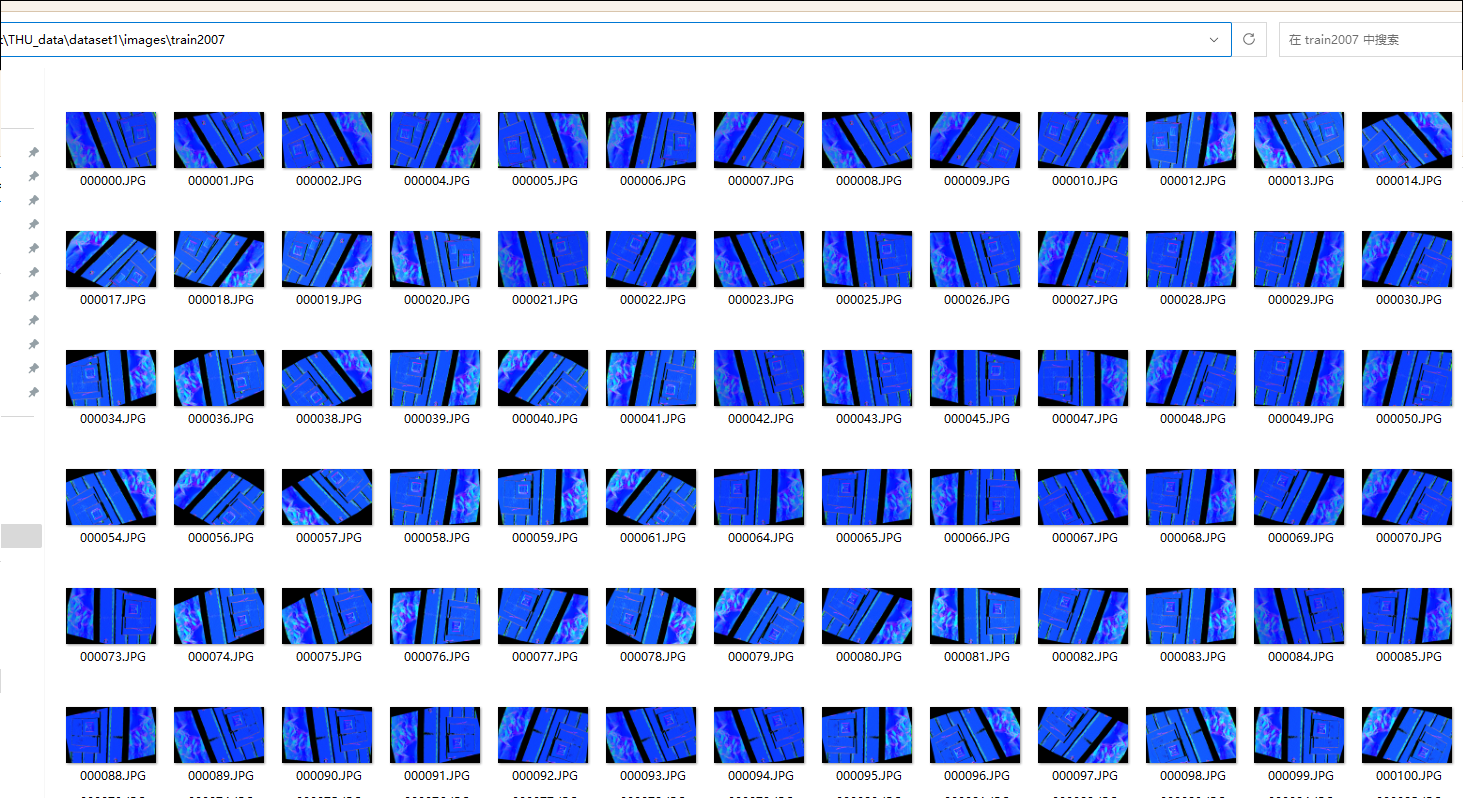 :\THU_data\dataset1\images\train2007
在 train2007 中搜索
000000.JPG 000001.JPG 000002.JPG 000004.JPG 000005.JPG 000006.JPG 000007.JPG 000008.JPG 000009.JPG 000010.JPG 000012.JPG 000013.JPG 000014.JPG
000017.JPG 000018.JPG 000019.JPG 000020.JPG 000021.JPG 000022.JPG 000023.JPG 000025.JPG 000026.JPG 000027.JPG 000028.JPG 000029.JPG 000030.JPG
000034.JPG 000036.JPG 000038.JPG 000039.JPG 000040.JPG 000041.JPG 000042.JPG 000043.JPG 000045.JPG 000047.JPG 000048.JPG 000049.JPG 000050.JPG
000054.JPG 000056.JPG 000057.JPG 000058.JPG 000059.JPG 000061.JPG 000064.JPG 000065.JPG 000066.JPG 000067.JPG 000068.JPG 000069.JPG 000070.JPG
000073.JPG 000074.JPG 000075.JPG 000076.JPG 000077.JPG 000078.JPG 000079.JPG 000080.JPG 000081.JPG 000082.JPG 000083.JPG 000084.JPG 000085.JPG
000088.JPG 000089.JPG 000090.JPG 000091.JPG 000092.JPG 000093.JPG 000094.JPG 000095.JPG 000096.JPG 000097.JPG 000098.JPG 000099.JPG 000100.JPG